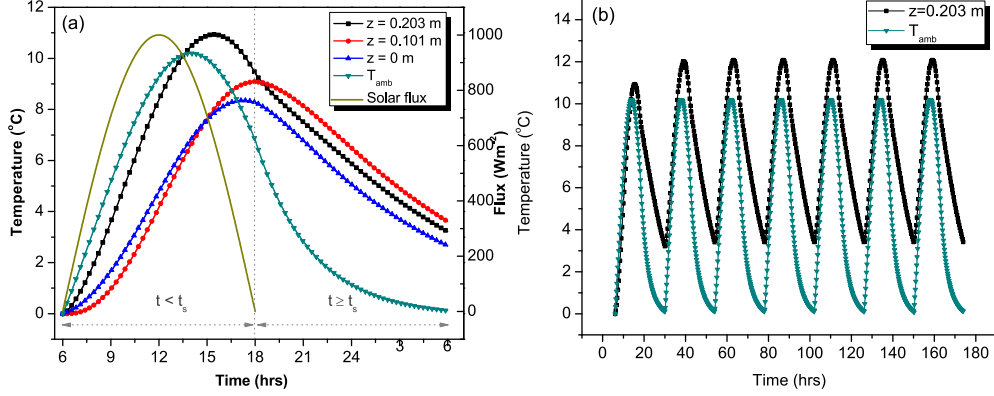 (a)
z = 0.203 m
z = 0.101 m
z = 0 m
T_amb
Solar flux
12
10
8
6
4
2
0
Temperature (°C)
1000
800
600
400
200
0
Flux (Wm⁻²)
t < t_s
t ≥ t_s
6 9 12 15 18 21 24 3 6
Time (hrs)
(b)
z=0.203 m
T_amb
14
12
10
8
6
4
2
0
Temperature (°C)
0 20 40 60 80 100 120 140 160 180
Time (hrs)